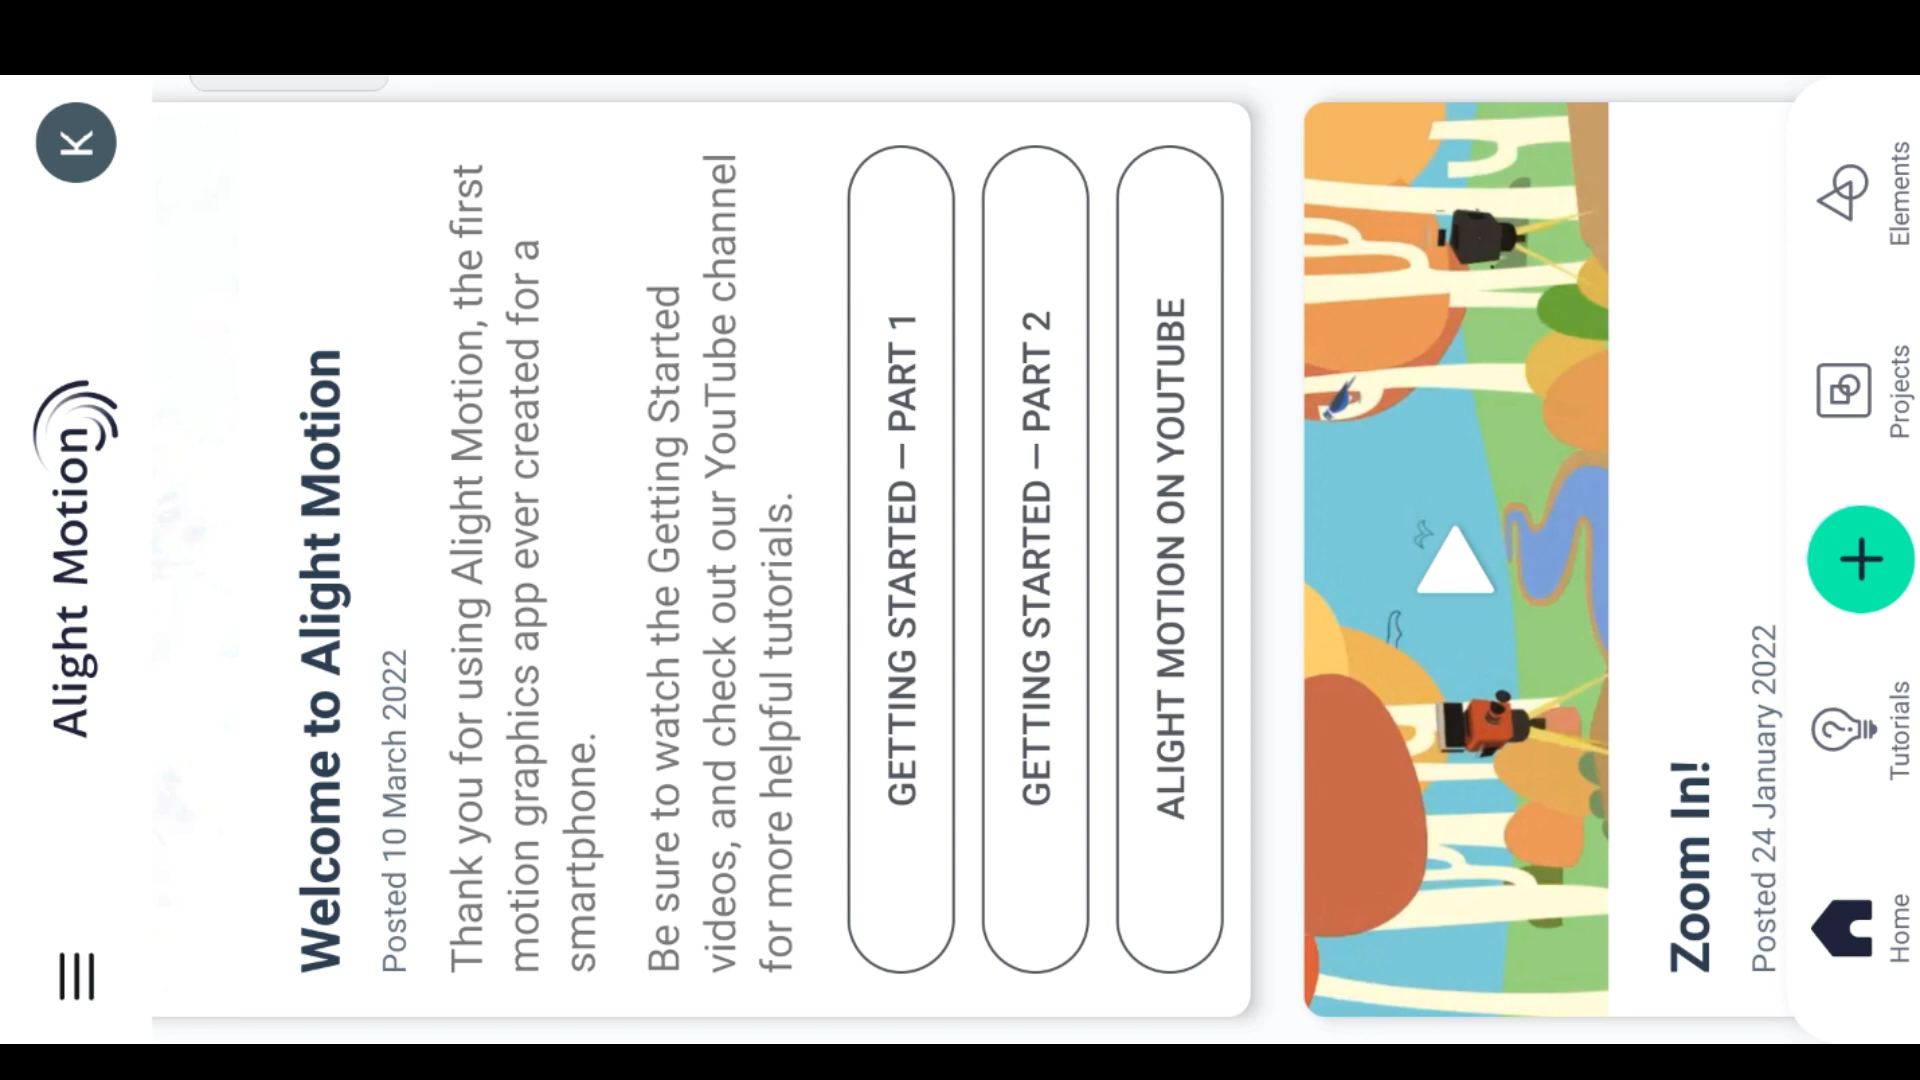 Alight Motion
K
Welcome to Alight Motion
Posted 10 March 2022
Thank you for using Alight Motion, the first
motion graphics app ever created for a
smartphone.
Be sure to watch the Getting Started
videos, and check out our YouTube channel
for more helpful tutorials.
GETTING STARTED – PART 1
GETTING STARTED – PART 2
ALIGHT MOTION ON YOUTUBE
Zoom In!
Posted 24 January 2022
Home
Tutorials
Projects
Elements